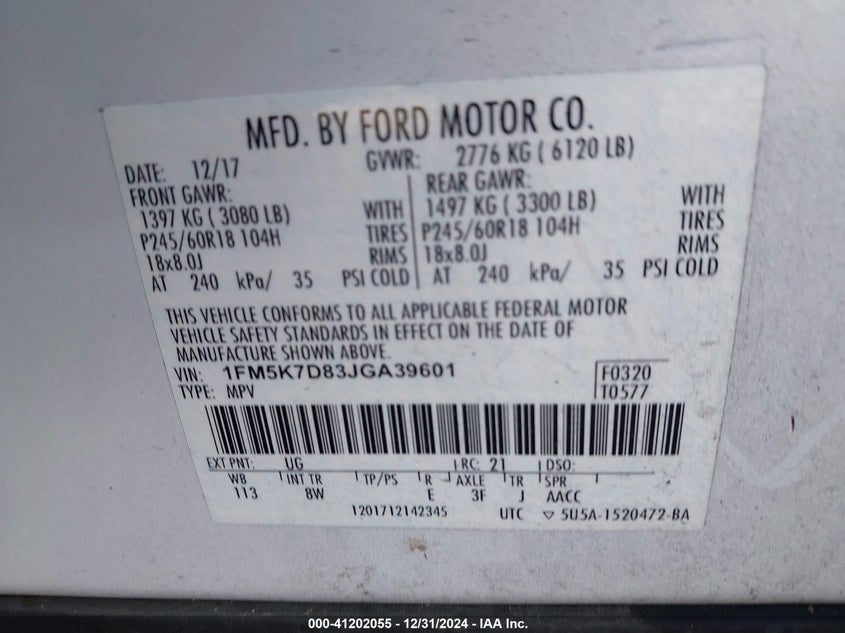 MFD. BY FORD MOTOR CO.
DATE: 12/17 GVWR: 2776 KG ( 6120 LB)
FRONT GAWR: REAR GAWR:
1397 KG ( 3080 LB) WITH 1497 KG ( 3300 LB) WITH
P245/60R18 104H TIRES P245/60R18 104H TIRES
18x8.0J RIMS 18x8.0J RIMS
AT 240 kPa/ 35 PSI COLD AT 240 kPa/ 35 PSI COLD
THIS VEHICLE CONFORMS TO ALL APPLICABLE FEDERAL MOTOR
VEHICLE SAFETY STANDARDS IN EFFECT ON THE DATE OF
MANUFACTURE SHOWN ABOVE.
VIN: 1FM5K7D83JGA39601 F0320
TYPE: MPV T0577
EXT PNT: UG RC: 21 DSO:
WB INT TR TP/PS R AXLE TR SPR
113 8W E 3F J AACC
1201712142345 UTC ▽ 5U5A-1520472-BA
000-41202055 - 12/31/2024 - IAA Inc.